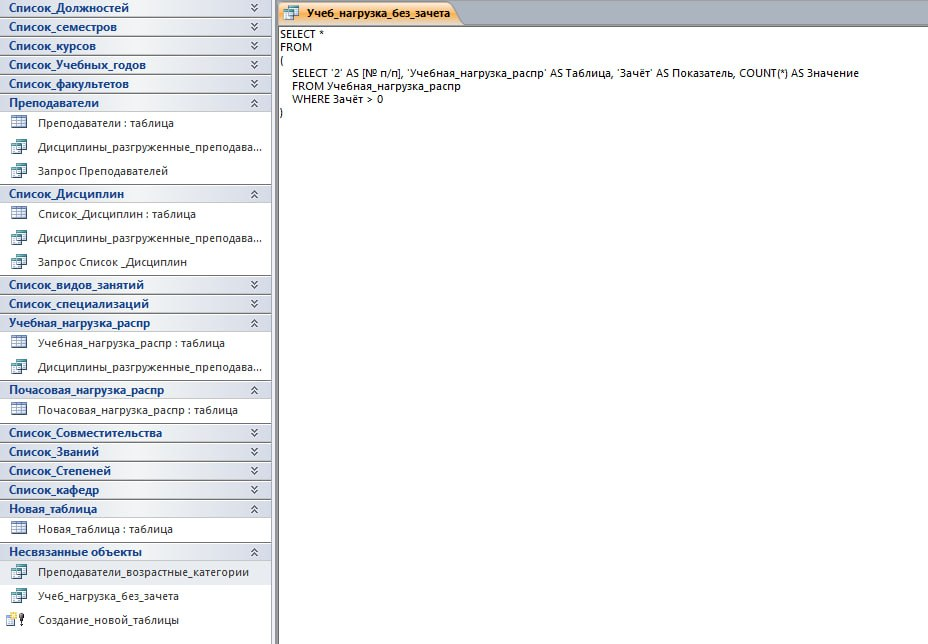 Список_Должностей
Список_семестров
Список_курсов
Список_Учебных_годов
Список_факультетов
Преподаватели
Преподаватели : таблица
Дисциплины_разгруженные_преподава...
Запрос Преподавателей
Список_Дисциплин
Список_Дисциплин : таблица
Дисциплины_разгруженные_преподава...
Запрос Список _Дисциплин
Список_видов_занятий
Список_специализаций
Учебная_нагрузка_распр
Учебная_нагрузка_распр : таблица
Дисциплины_разгруженные_преподава...
Почасовая_нагрузка_распр
Почасовая_нагрузка_распр : таблица
Список_Совместительства
Список_Званий
Список_Степеней
Список_кафедр
Новая_таблица
Новая_таблица : таблица
Несвязанные объекты
Преподаватели_возрастные_категории
Учеб_нагрузка_без_зачета
Создание_новой_таблицы
Учеб_нагрузка_без_зачета
SELECT *
FROM
(
SELECT '2' AS [№ п/п], 'Учебная_нагрузка_распр' AS Таблица, 'Зачёт' AS Показатель, COUNT(*) AS Значение
FROM Учебная_нагрузка_распр
WHERE Зачёт > 0
)